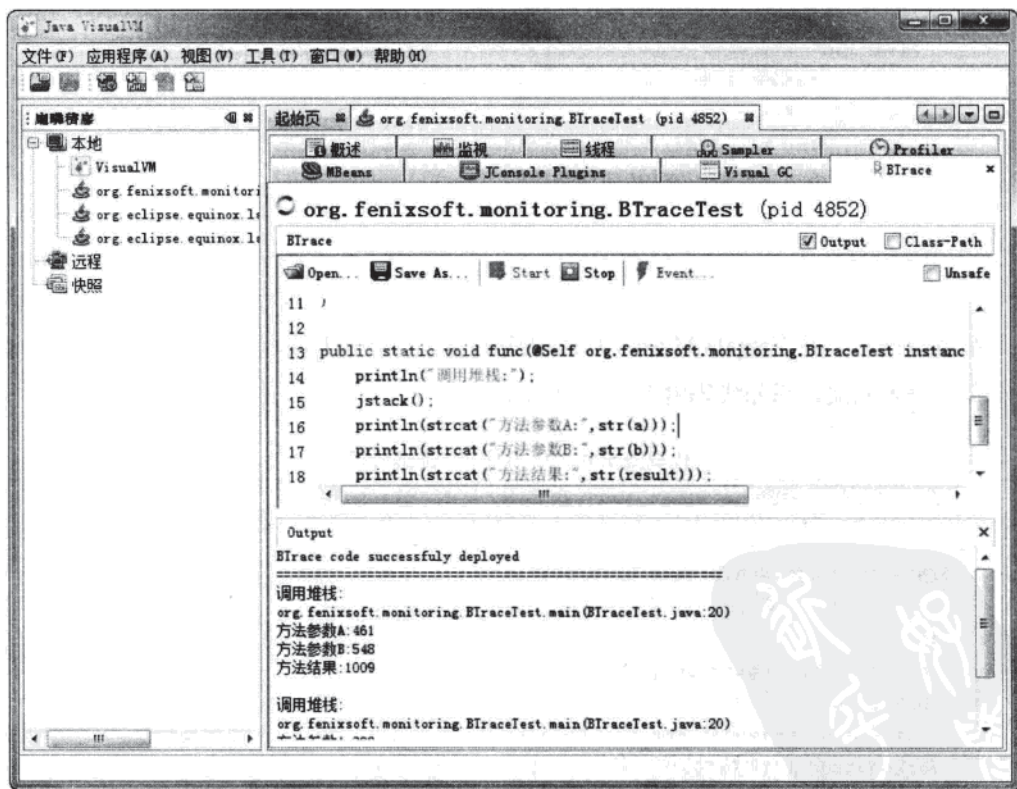 Java VisualVM
文件(F) 应用程序(A) 视图(V) 工具(T) 窗口(W) 帮助(H)
起始页 org.fenixsoft.monitoring.BTraceTest (pid 4852)
本地
VisualVM
org.fenixsoft.monitori
org.eclipse.equinox.la
org.eclipse.equinox.la
远程
快照
概述 监视 线程 Sampler Profiler
MBeans JConsole Plugins Visual GC BTrace
org.fenixsoft.monitoring.BTraceTest (pid 4852)
BTrace Output Class-Path
Open... Save As... Start Stop Event... Unsafe
11 }
12
13 public static void func(@Self org.fenixsoft.monitoring.BTraceTest instanc
14 println("调用堆栈:");
15 jstack();
16 println(strcat("方法参数A:",str(a)));
17 println(strcat("方法参数B:",str(b)));
18 println(strcat("方法结果:",str(result)));
Output
BTrace code successfuly deployed
调用堆栈:
org.fenixsoft.monitoring.BTraceTest.main(BTraceTest.java:20)
方法参数A:461
方法参数B:548
方法结果:1009
调用堆栈:
org.fenixsoft.monitoring.BTraceTest.main(BTraceTest.java:20)